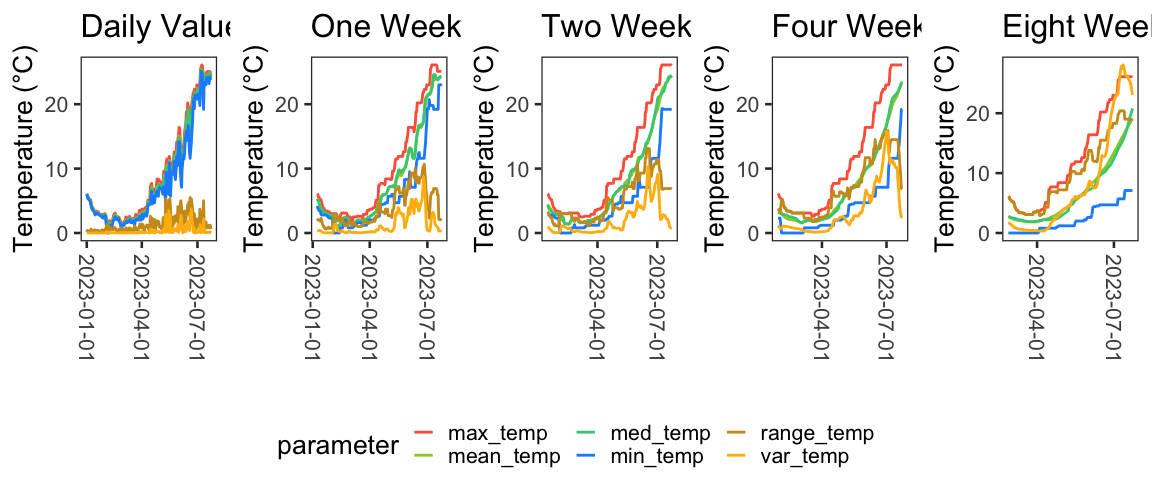 Daily Value
One Week
Two Week
Four Week
Eight Week
Temperature (°C)
20
10
0
2023-01-01
2023-04-01
2023-07-01
Temperature (°C)
20
10
0
2023-01-01
2023-04-01
2023-07-01
Temperature (°C)
20
10
0
2023-04-01
2023-07-01
Temperature (°C)
20
10
0
2023-04-01
2023-07-01
Temperature (°C)
20
10
0
2023-04-01
2023-07-01
parameter
max_temp
med_temp
range_temp
mean_temp
min_temp
var_temp